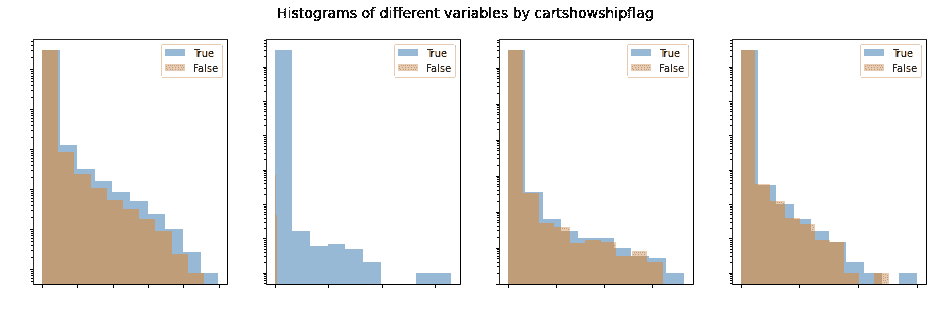 Histograms of different variables by cartshowshipflag
True
False
True
False
True
False
True
False